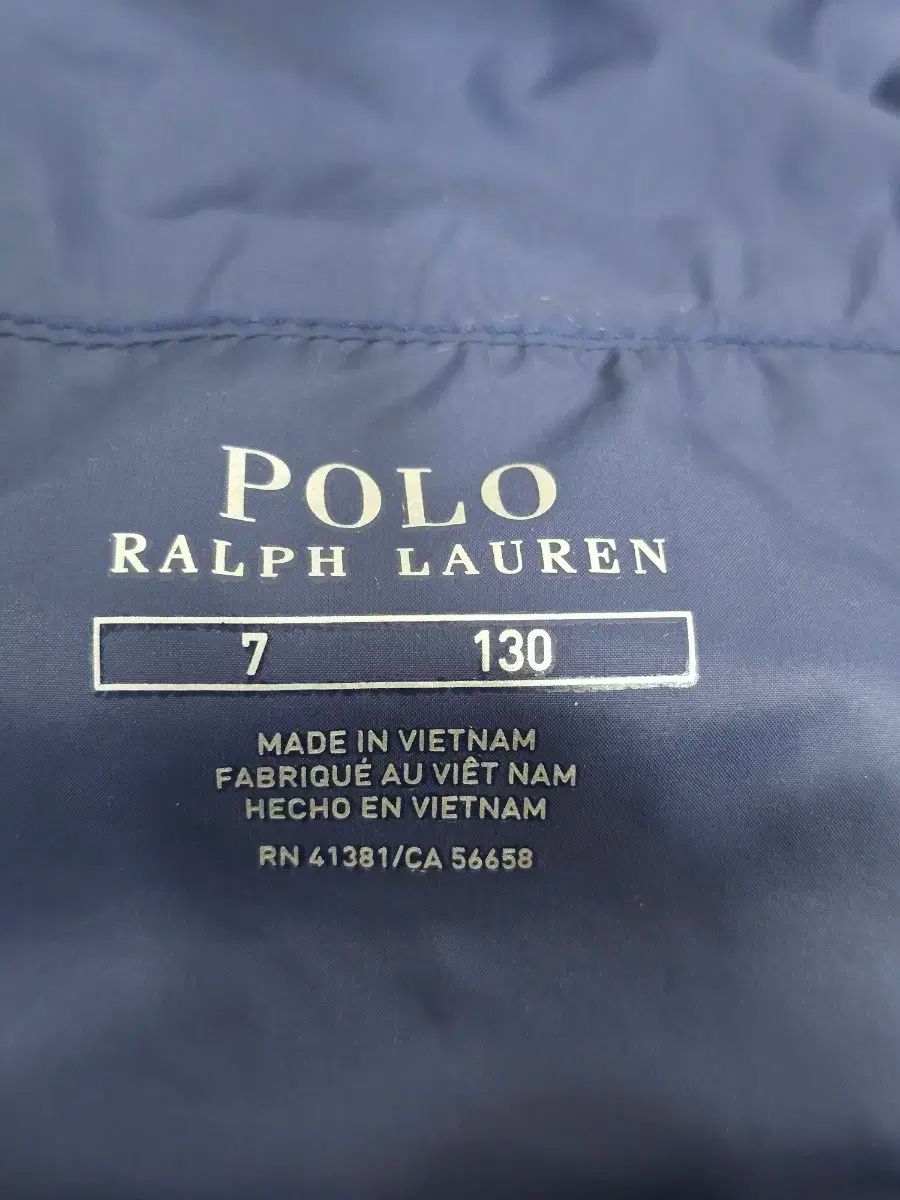 POLO
RALPH LAUREN
7 130
MADE IN VIETNAM
FABRIQUÉ AU VIÊT NAM
HECHO EN VIETNAM
RN 41381/CA 56658